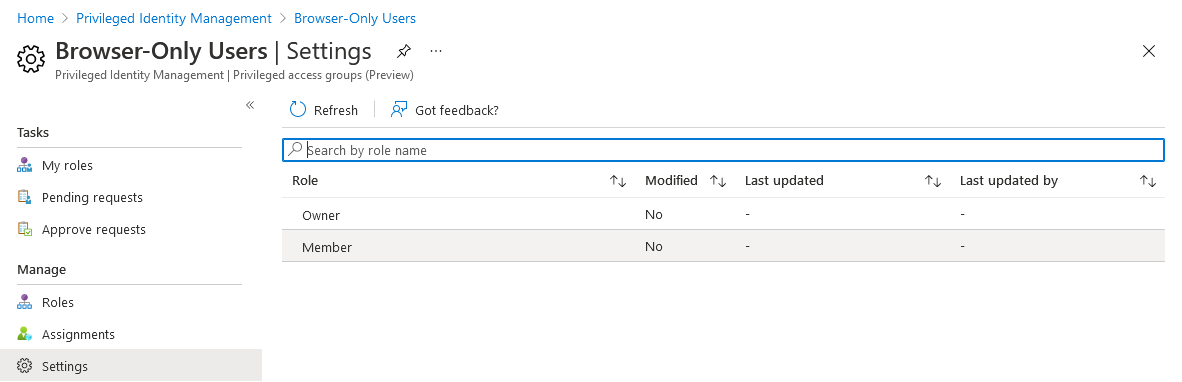 Home > Privileged Identity Management > Browser-Only Users
Browser-Only Users | Settings ...
Privileged Identity Management | Privileged access groups (Preview)
«
Refresh | Got feedback?
Tasks
Search by role name
My roles
Role Modified Last updated Last updated by
Pending requests
Owner No - -
Approve requests
Member No - -
Manage
Roles
Assignments
Settings